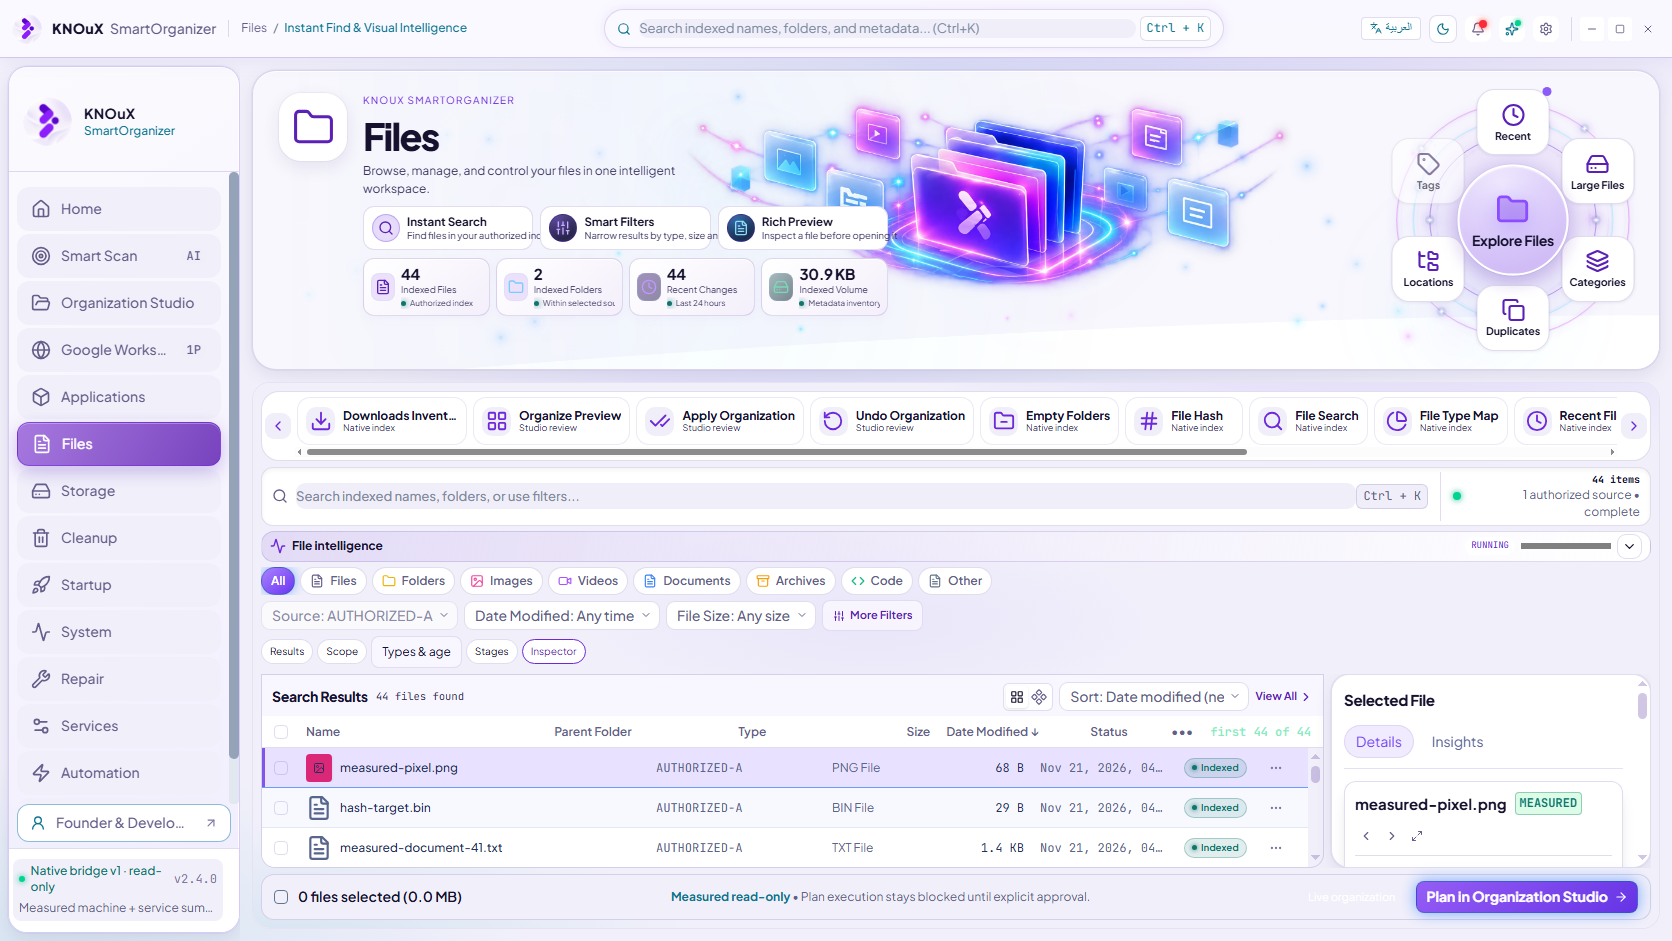 KNOuX SmartOrganizer
Files / Instant Find & Visual Intelligence
Search indexed names, folders, and metadata... (Ctrl+K)
Ctrl + K
العربية
KNOuX
SmartOrganizer
Home
Smart Scan AI
Organization Studio
Google Works... 1P
Applications
Files
Storage
Cleanup
Startup
System
Repair
Services
Automation
Founder & Develo...
Native bridge v1 · read-only
v2.4.0
Measured machine + service sum...
KNOUX SMARTORGANIZER
Files
Browse, manage, and control your files in one intelligent
workspace.
Instant Search
Find files in your authorized ind
Smart Filters
Narrow results by type, size an
Rich Preview
Inspect a file before opening it
44
Indexed Files
Authorized index
2
Indexed Folders
Within selected sou
44
Recent Changes
Last 24 hours
30.9 KB
Indexed Volume
Metadata inventory
Recent
Tags
Large Files
Explore Files
Locations
Categories
Duplicates
Downloads Invent...
Native index
Organize Preview
Studio review
Apply Organization
Studio review
Undo Organization
Studio review
Empty Folders
Native index
File Hash
Native index
File Search
Native index
File Type Map
Native index
Recent Fil
Native index
Search indexed names, folders, or use filters...
Ctrl + K
44 items
1 authorized source •
complete
File intelligence
RUNNING
All Files Folders Images Videos Documents Archives Code Other
Source: AUTHORIZED-A Date Modified: Any time File Size: Any size More Filters
Results Scope Types & age Stages Inspector
Search Results 44 files found
Sort: Date modified (ne View All
Name Parent Folder Type Size Date Modified ↓ Status ••• first 44 of 44
measured-pixel.png AUTHORIZED-A PNG File 68 B Nov 21, 2026, 04… Indexed ···
hash-target.bin AUTHORIZED-A BIN File 29 B Nov 21, 2026, 04… Indexed ···
measured-document-41.txt AUTHORIZED-A TXT File 1.4 KB Nov 21, 2026, 04… Indexed ···
Selected File
Details Insights
measured-pixel.png MEASURED
0 files selected (0.0 MB)
Measured read-only • Plan execution stays blocked until explicit approval.
Live organization
Plan in Organization Studio →